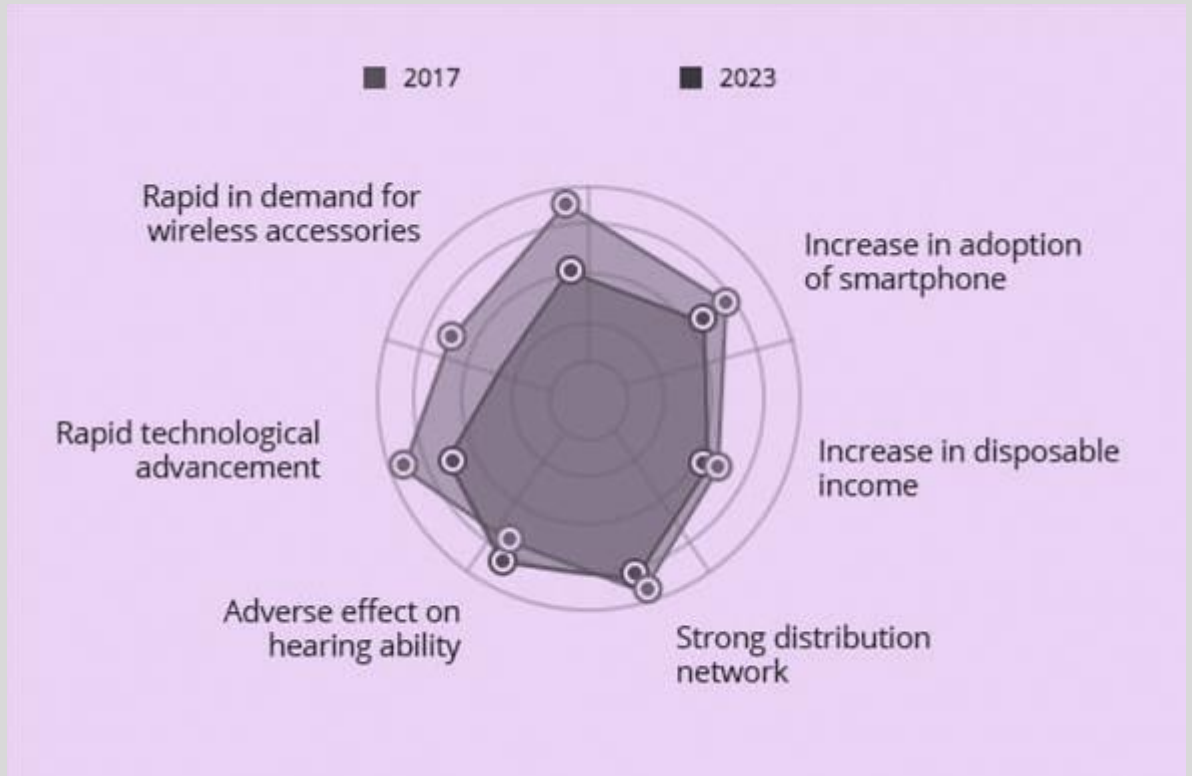 2017
2023
Rapid in demand for
wireless accessories
Increase in adoption
of smartphone
Rapid technological
advancement
Increase in disposable
income
Adverse effect on
hearing ability
Strong distribution
network